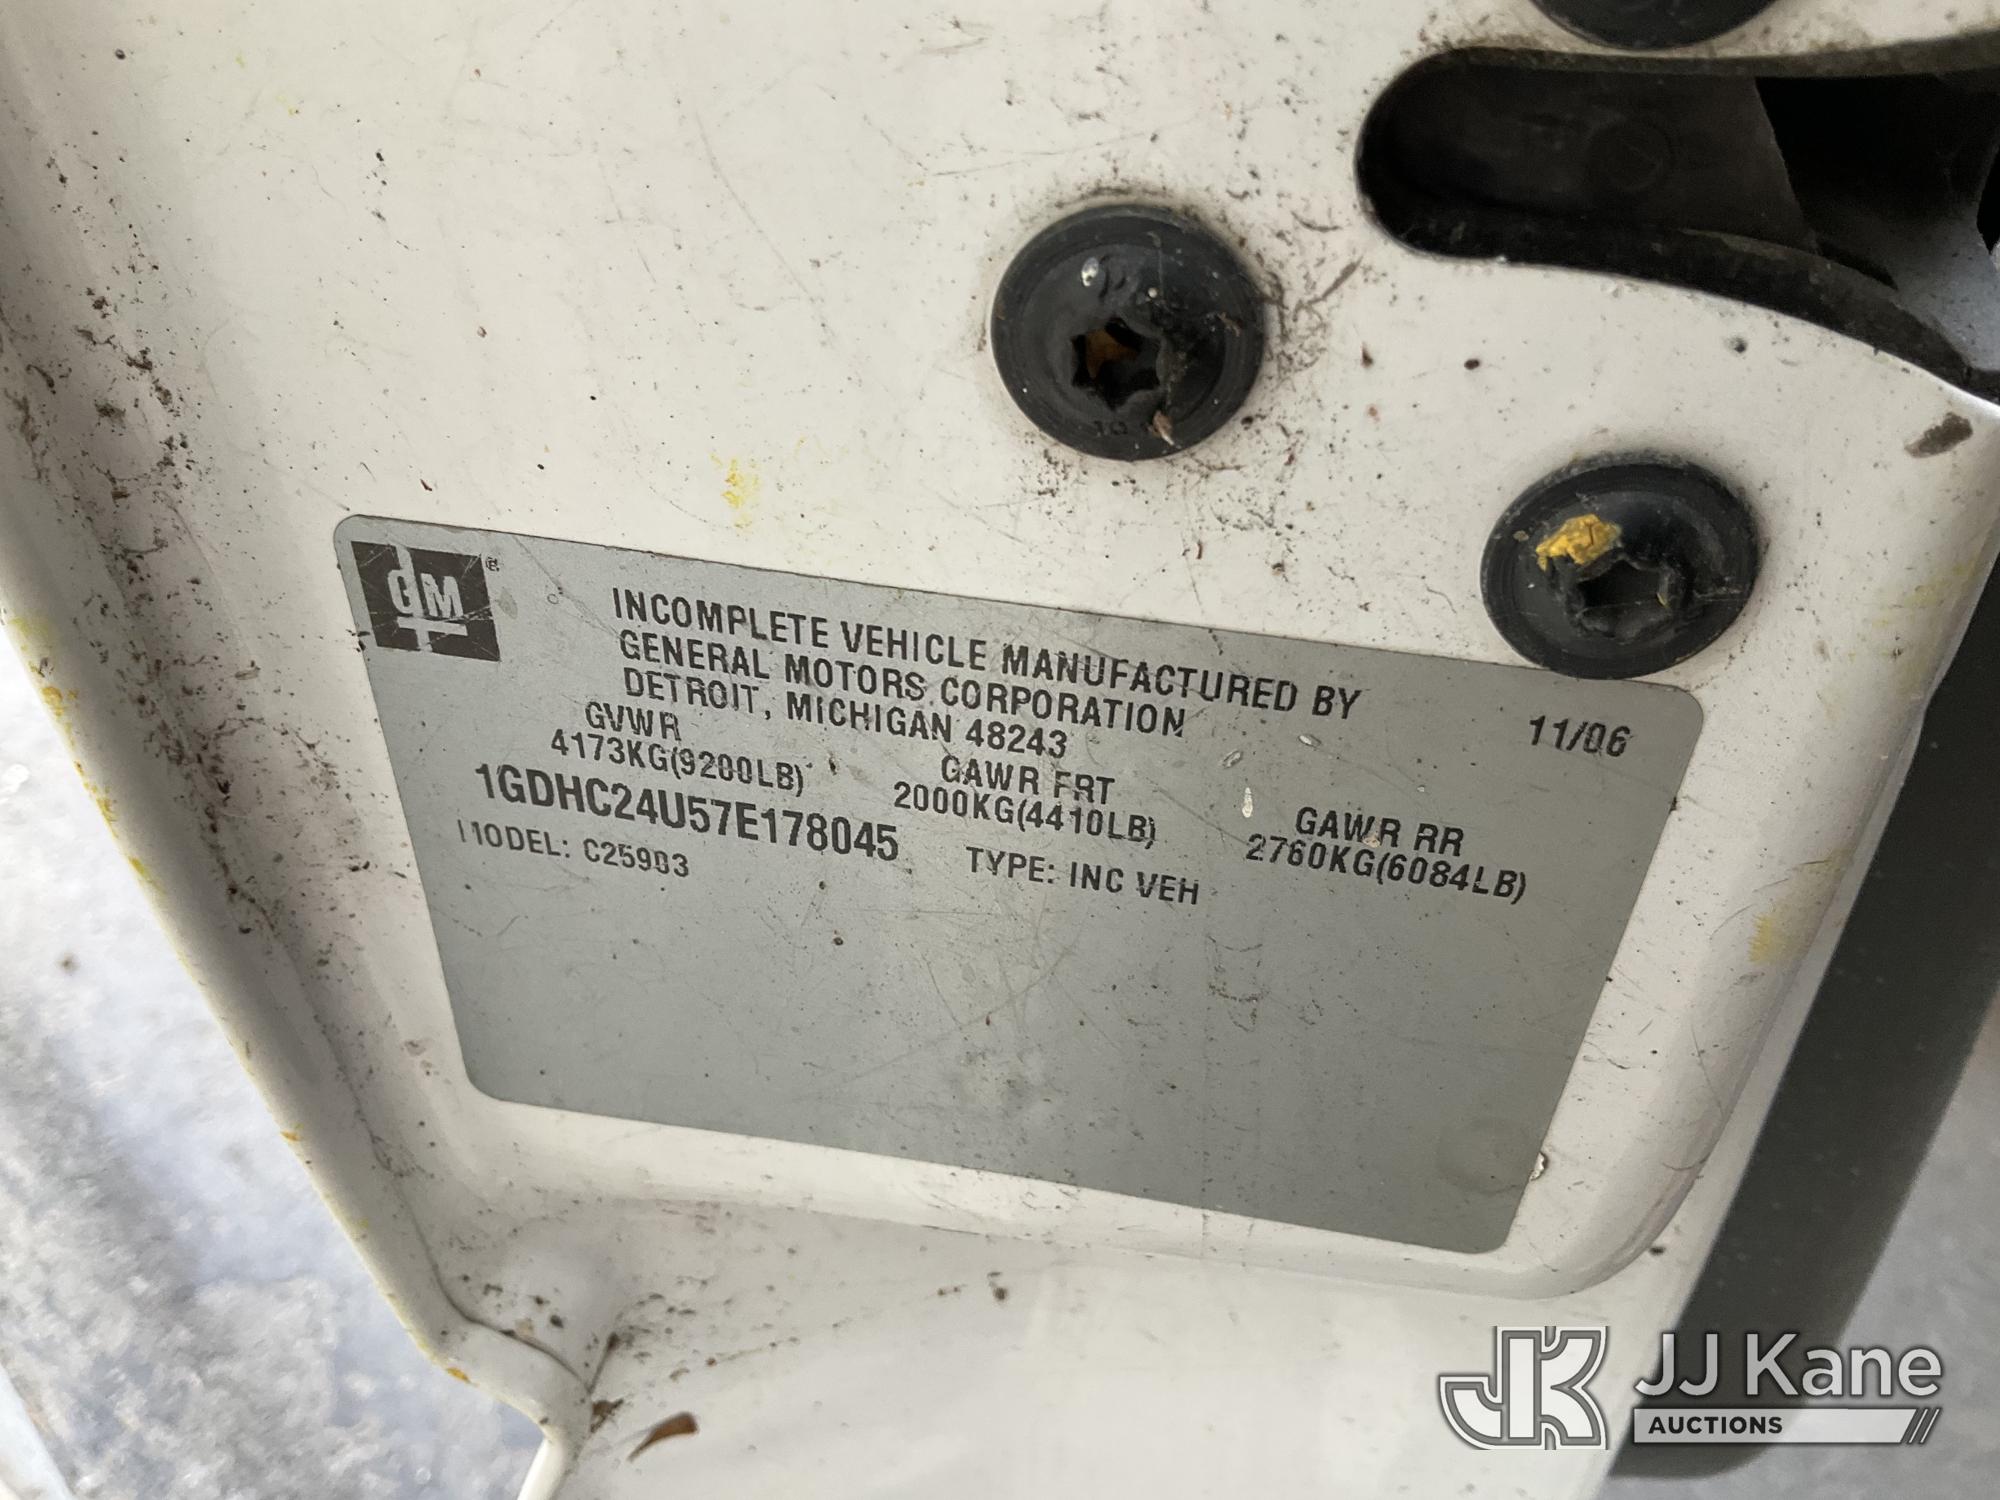 GM®
INCOMPLETE VEHICLE MANUFACTURED BY
GENERAL MOTORS CORPORATION
DETROIT, MICHIGAN 48243
11/06
GVWR
4173KG(9200LB)
GAWR FRT
2000KG(4410LB)
GAWR RR
2760KG(6084LB)
1GDHC24U57E178045
MODEL: C25903
TYPE: INC VEH
JK JJ Kane
AUCTIONS